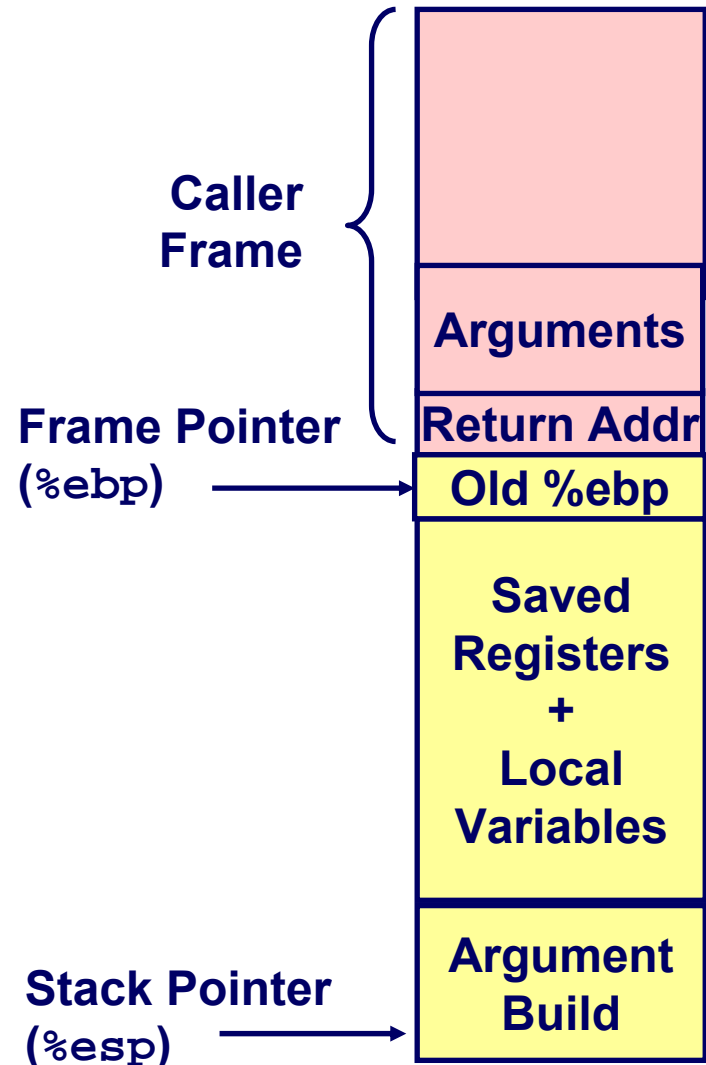 Caller
Frame
Arguments
Return Addr
Frame Pointer
(%ebp)
Old %ebp
Saved
Registers
+
Local
Variables
Argument
Build
Stack Pointer
(%esp)